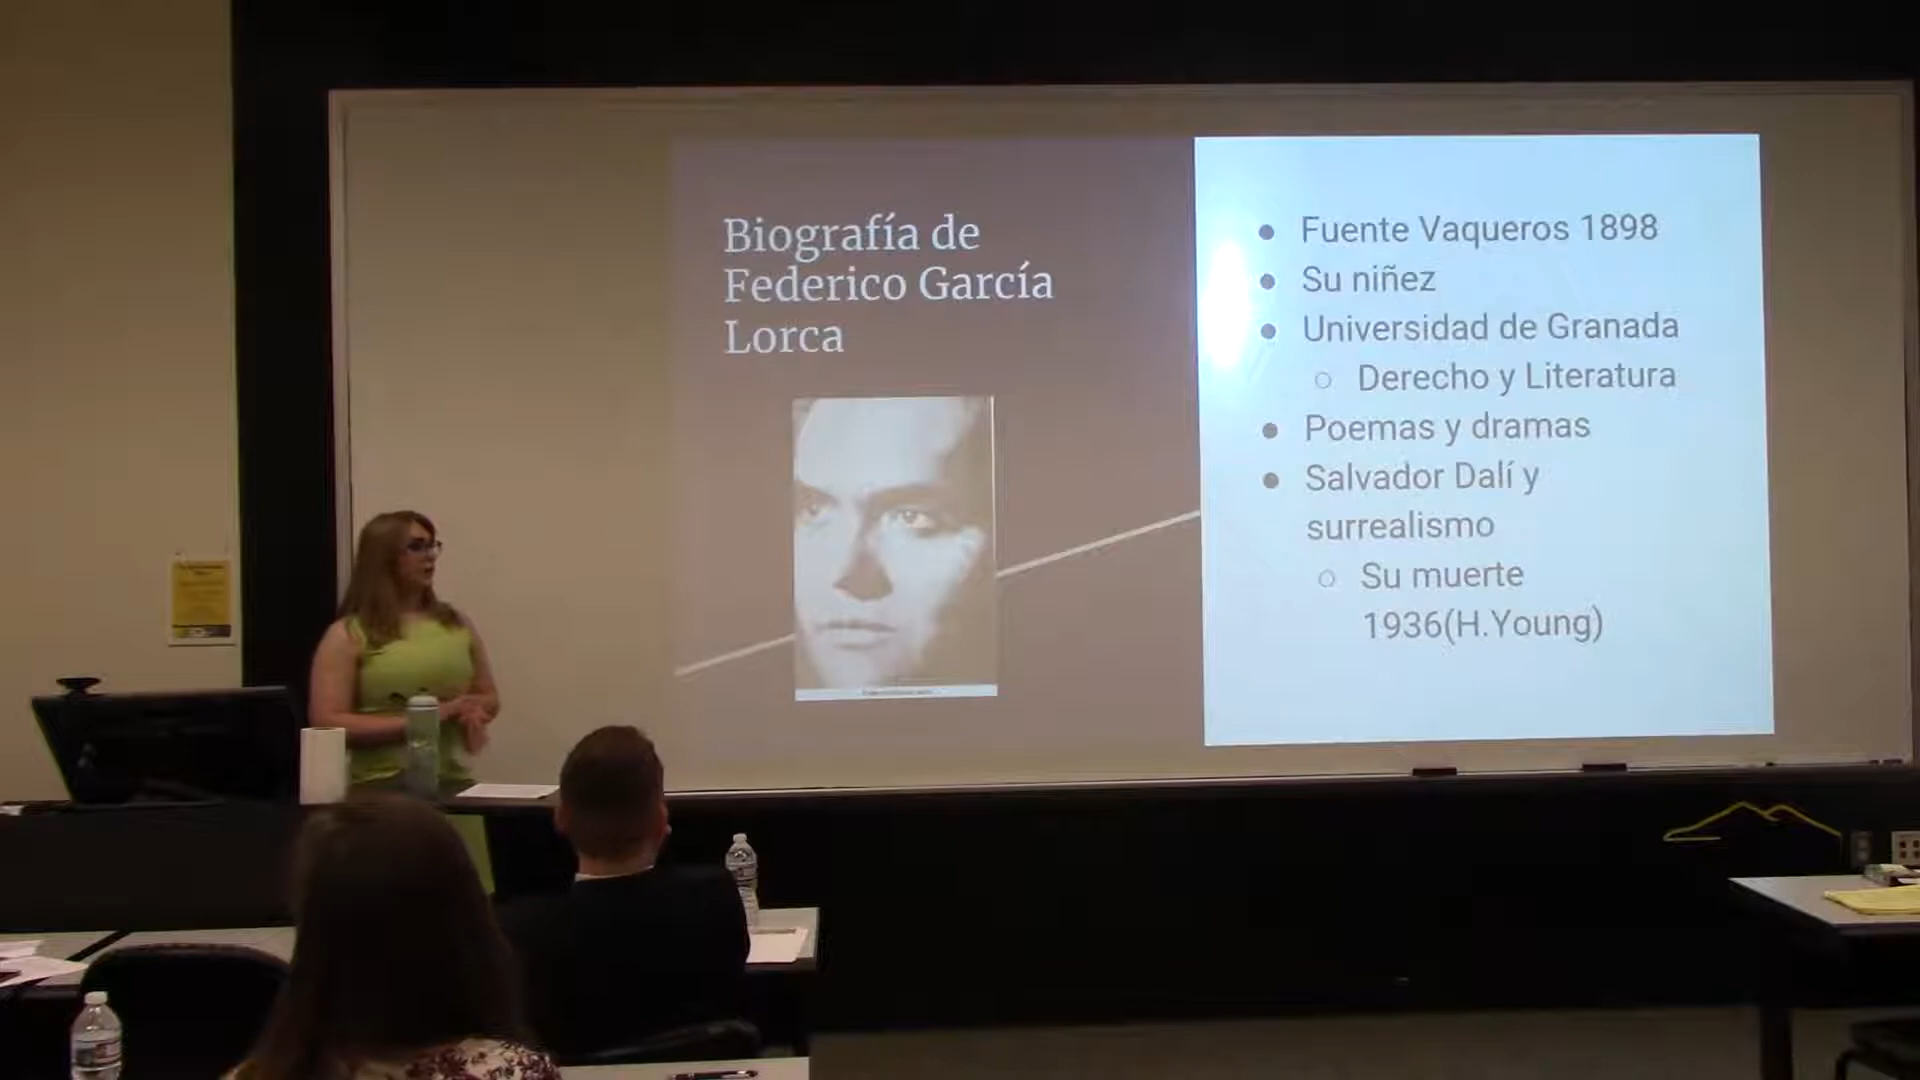 Biografía de
Federico García
Lorca
● Fuente Vaqueros 1898
● Su niñez
● Universidad de Granada
○ Derecho y Literatura
● Poemas y dramas
● Salvador Dalí y
surrealismo
○ Su muerte
1936(H.Young)